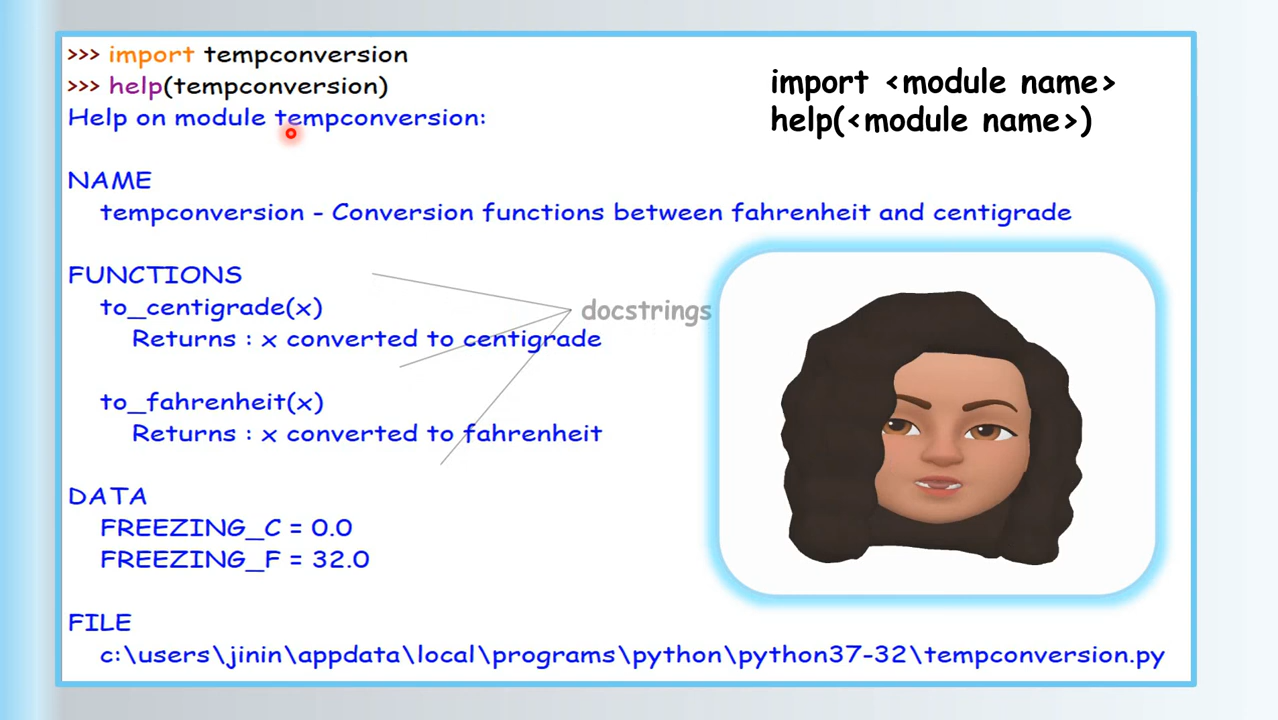 >>> import tempconversion
>>> help(tempconversion)
Help on module tempconversion:
import <module name>
help(<module name>)
NAME
tempconversion - Conversion functions between fahrenheit and centigrade
FUNCTIONS
to_centigrade(x)
Returns : x converted to centigrade
docstrings
to_fahrenheit(x)
Returns : x converted to fahrenheit
DATA
FREEZING_C = 0.0
FREEZING_F = 32.0
FILE
c:\users\jinin\appdata\local\programs\python\python37-32\tempconversion.py